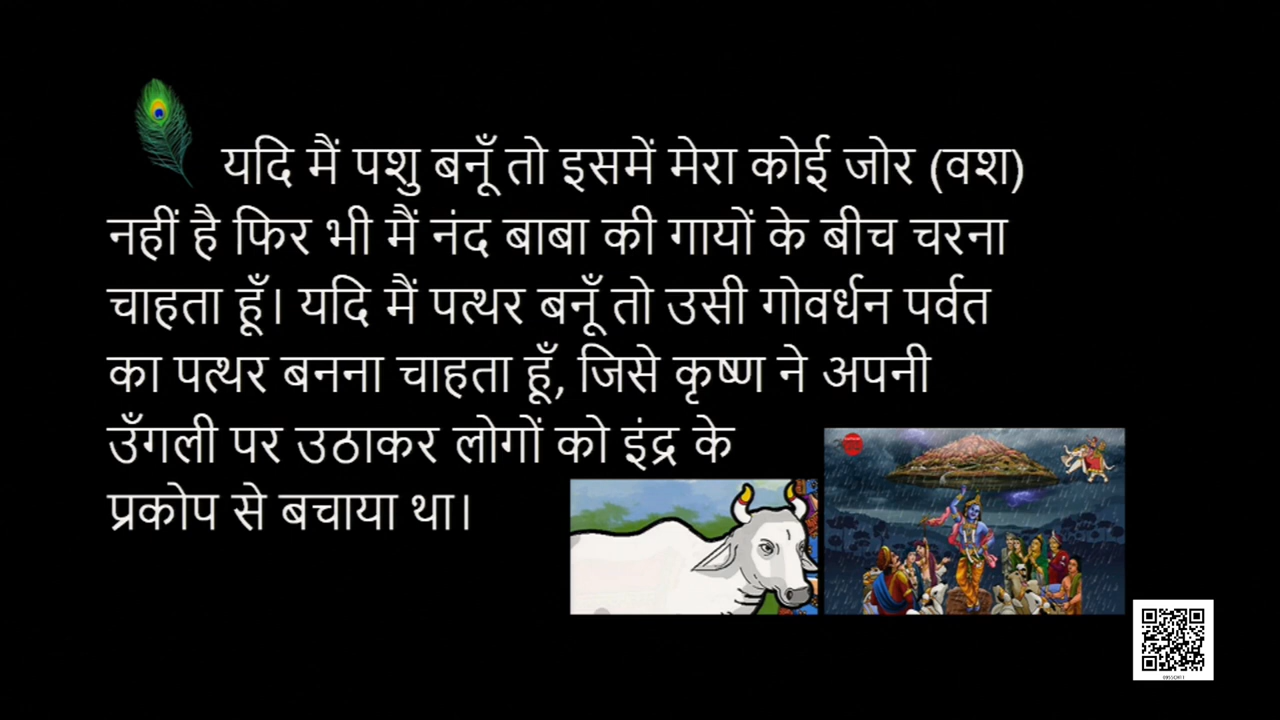 यदि मैं पशु बनूँ तो इसमें मेरा कोई जोर (वश)
नहीं है फिर भी मैं नंद बाबा की गायों के बीच चरना
चाहता हूँ। यदि मैं पत्थर बनूँ तो उसी गोवर्धन पर्वत
का पत्थर बनना चाहता हूँ, जिसे कृष्ण ने अपनी
उँगली पर उठाकर लोगों को इंद्र के
प्रकोप से बचाया था।